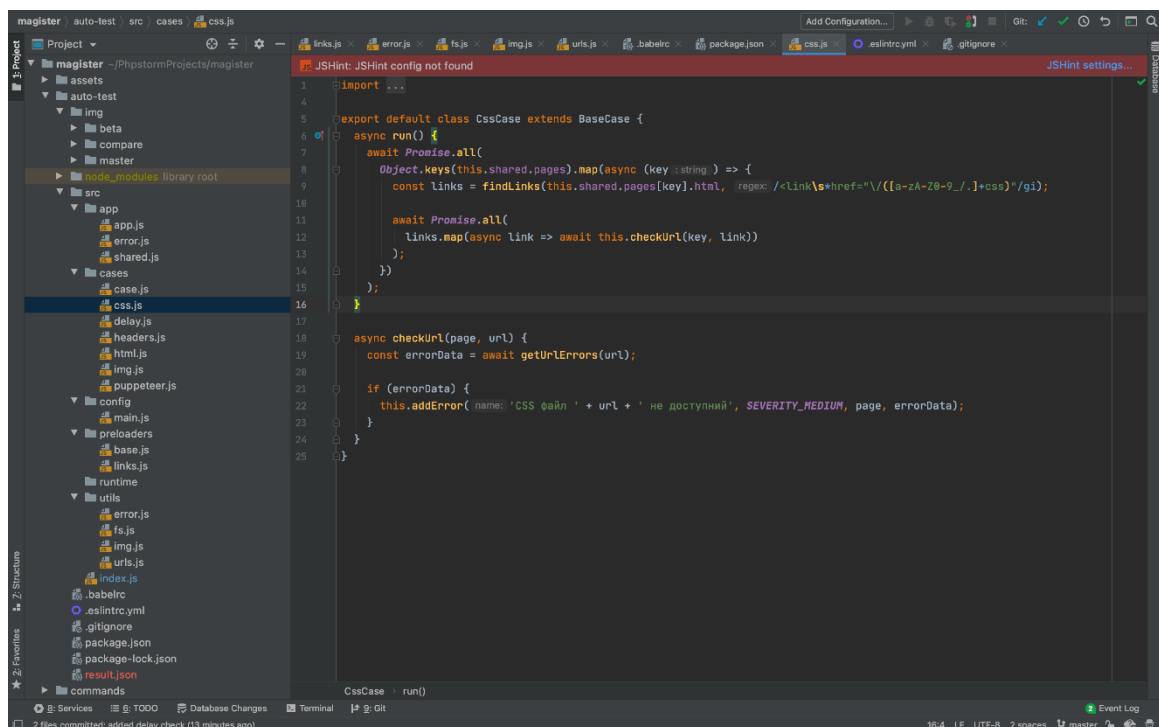 magister auto-test src cases css.js Add Configuration... Git:
Project links.js error.js fs.js img.js urls.js .babelrc package.json css.js .eslintrc.yml .gitignore
1: Project
magister ~/PhpstormProjects/magister
assets
auto-test
img
beta
compare
master
node_modules library root
src
app
app.js
error.js
shared.js
cases
case.js
css.js
delay.js
headers.js
html.js
img.js
puppeteer.js
config
main.js
preloaders
base.js
links.js
runtime
utils
error.js
fs.js
img.js
urls.js
index.js
.babelrc
.eslintrc.yml
.gitignore
package.json
package-lock.json
result.json
commands
Z: Structure
2: Favorites
JSHint: JSHint config not found JSHint settings...
Database
1 import ...
4
5 export default class CssCase extends BaseCase {
6 async run() {
7 await Promise.all(
8 Object.keys(this.shared.pages).map(async (key : string ) => {
9 const links = findLinks(this.shared.pages[key].html, regex: /<link\s*href="\/([a-zA-Z0-9_/.]+css)"/gi);
10
11 await Promise.all(
12 links.map(async link => await this.checkUrl(key, link))
13 );
14 })
15 );
16 }
17
18 async checkUrl(page, url) {
19 const errorData = await getUrlErrors(url);
20
21 if (errorData) {
22 this.addError( name: 'CSS файл ' + url + ' не доступний', SEVERITY_MEDIUM, page, errorData);
23 }
24 }
25 }
CssCase run()
8: Services 6: TODO Database Changes Terminal 9: Git 2 Event Log
2 files committed: added delay check (13 minutes ago) 16:4 LF UTF-8 2 spaces master